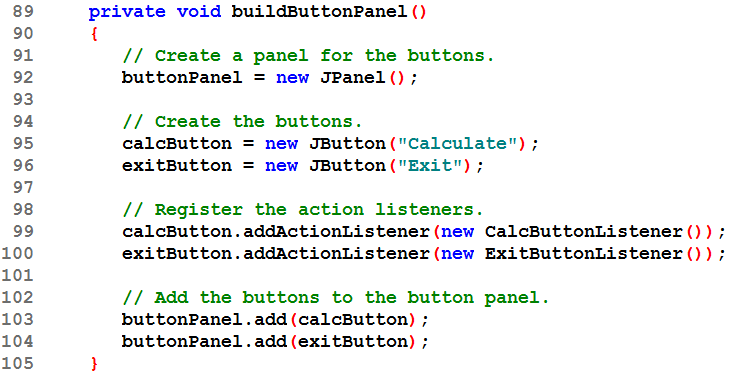 89     private void buildButtonPanel()
90     {
91        // Create a panel for the buttons.
92        buttonPanel = new JPanel();
93
94        // Create the buttons.
95        calcButton = new JButton("Calculate");
96        exitButton = new JButton("Exit");
97
98        // Register the action listeners.
99        calcButton.addActionListener(new CalcButtonListener());
100        exitButton.addActionListener(new ExitButtonListener());
101
102        // Add the buttons to the button panel.
103        buttonPanel.add(calcButton);
104        buttonPanel.add(exitButton);
105     }